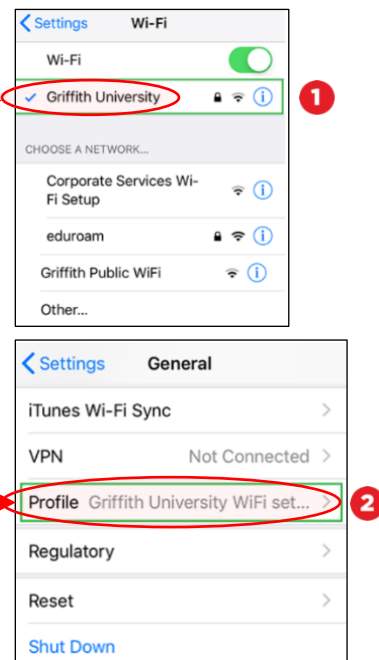 Settings Wi-Fi
Wi-Fi
Griffith University
1
CHOOSE A NETWORK...
Corporate Services Wi-
Fi Setup
eduroam
Griffith Public WiFi
Other...
Settings General
iTunes Wi-Fi Sync
VPN Not Connected
Profile Griffith University WiFi set...
2
Regulatory
Reset
Shut Down